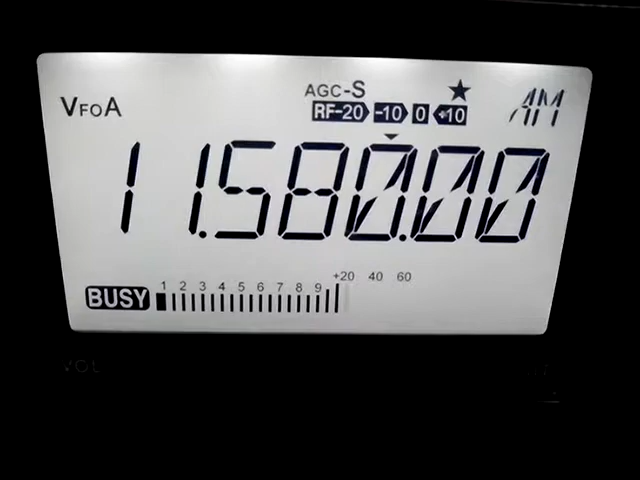 AGC-S ★
VFOA RF-20 -10 0 +10 AM
11.580.000
+20 40 60
BUSY 1 2 3 4 5 6 7 8 9
VOL